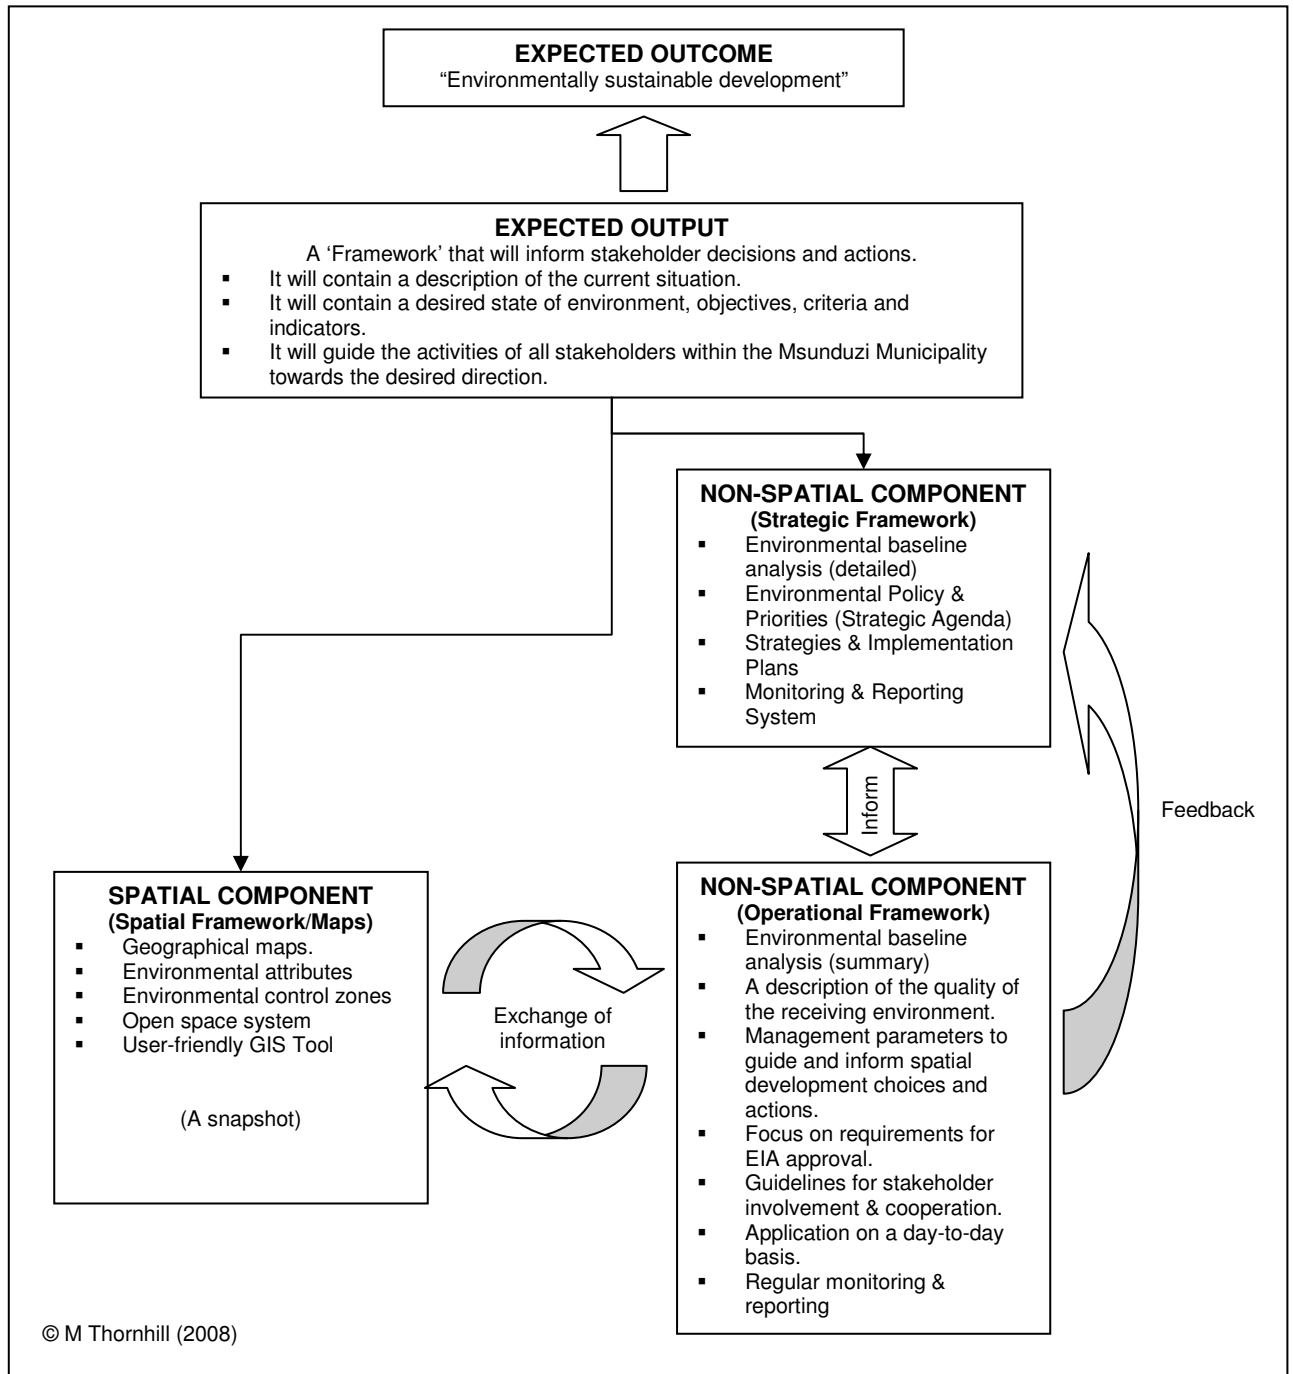 EXPECTED OUTCOME
“Environmentally sustainable development”
EXPECTED OUTPUT
A ‘Framework’ that will inform stakeholder decisions and actions.
▪ It will contain a description of the current situation.
▪ It will contain a desired state of environment, objectives, criteria and
indicators.
▪ It will guide the activities of all stakeholders within the Msunduzi Municipality
towards the desired direction.
NON-SPATIAL COMPONENT
(Strategic Framework)
▪ Environmental baseline
analysis (detailed)
▪ Environmental Policy &
Priorities (Strategic Agenda)
▪ Strategies & Implementation
Plans
▪ Monitoring & Reporting
System
Inform
Feedback
SPATIAL COMPONENT
(Spatial Framework/Maps)
▪ Geographical maps.
▪ Environmental attributes
▪ Environmental control zones
▪ Open space system
▪ User-friendly GIS Tool
(A snapshot)
Exchange of
information
NON-SPATIAL COMPONENT
(Operational Framework)
▪ Environmental baseline
analysis (summary)
▪ A description of the quality of
the receiving environment.
▪ Management parameters to
guide and inform spatial
development choices and
actions.
▪ Focus on requirements for
EIA approval.
▪ Guidelines for stakeholder
involvement & cooperation.
▪ Application on a day-to-day
basis.
▪ Regular monitoring &
reporting
© M Thornhill (2008)